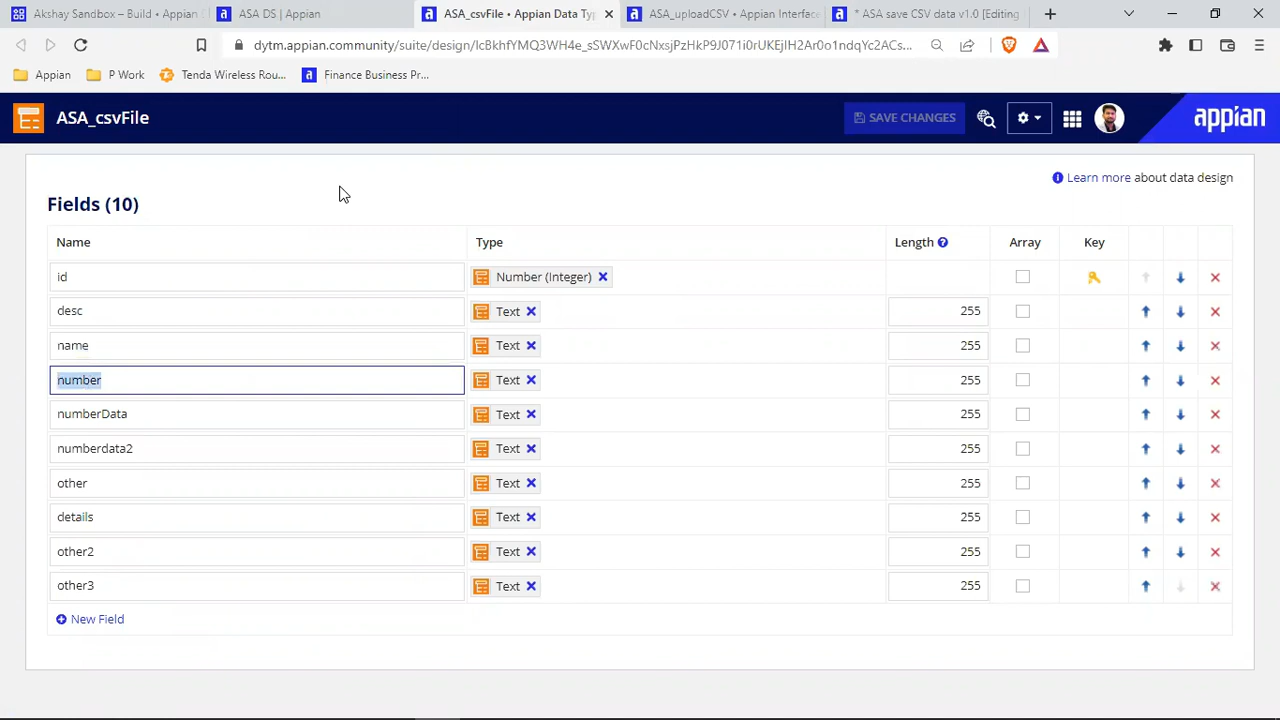 Akshay Sandbox – Build • Appian
ASA DS | Appian
ASA_csvFile • Appian Data Typ
• Appian Interface
* ASA save CSV data v1.0 [Editing
dytm.appian.community/suite/design/
Appian
P Work
Tenda Wireless Rou...
Finance Business Pr...
ASA_csvFile
SAVE CHANGES
appian
Learn more about data design
Fields (10)
Name Type Length Array Key
id Number (Integer)
desc Text 255
name Text 255
number Text 255
numberData Text 255
numberdata2 Text 255
other Text 255
details Text 255
other2 Text 255
other3 Text 255
New Field